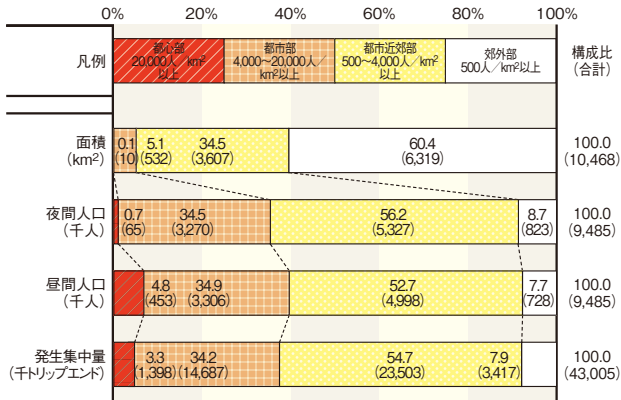 0% 20% 40% 60% 80% 100%
凡例
都心部
20,000人／km²
以上
都市部
4,000〜20,000人／
km²以上
都市近郊部
500〜4,000人／km²
以上
郊外部
500人／km²以上
構成比
(合計)
面積
(km²)
0.1 5.1 34.5 60.4 100.0
(10) (532) (3,607) (6,319) (10,468)
夜間人口
(千人)
0.7 34.5 56.2 8.7 100.0
(65) (3,270) (5,327) (823) (9,485)
昼間人口
(千人)
4.8 34.9 52.7 7.7 100.0
(453) (3,306) (4,998) (728) (9,485)
発生集中量
(千トリップエンド)
3.3 34.2 54.7 7.9 100.0
(1,398) (14,687) (23,503) (3,417) (43,005)